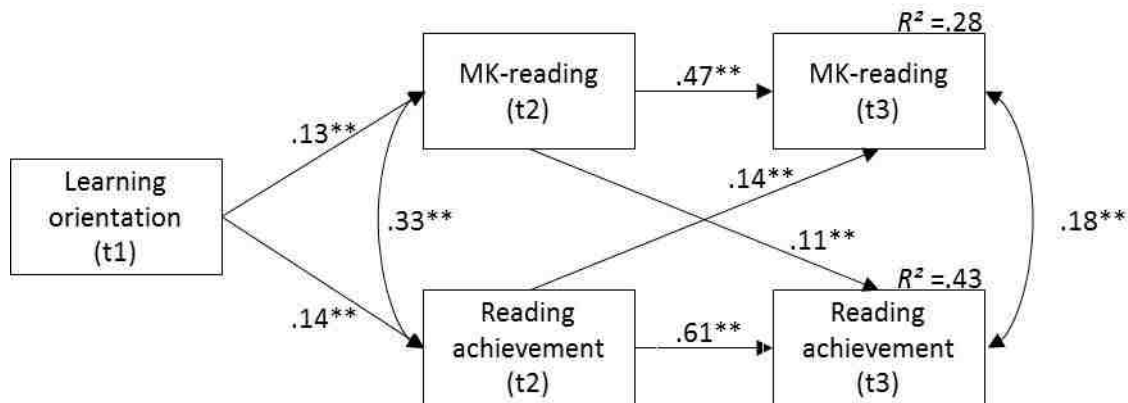 R² =.28
MK-reading
(t2)
.47**
MK-reading
(t3)
.13**
Learning
orientation
(t1)
.33**
.14**
.11**
.18**
.14**
R² =.43
Reading
achievement
(t2)
.61**
Reading
achievement
(t3)